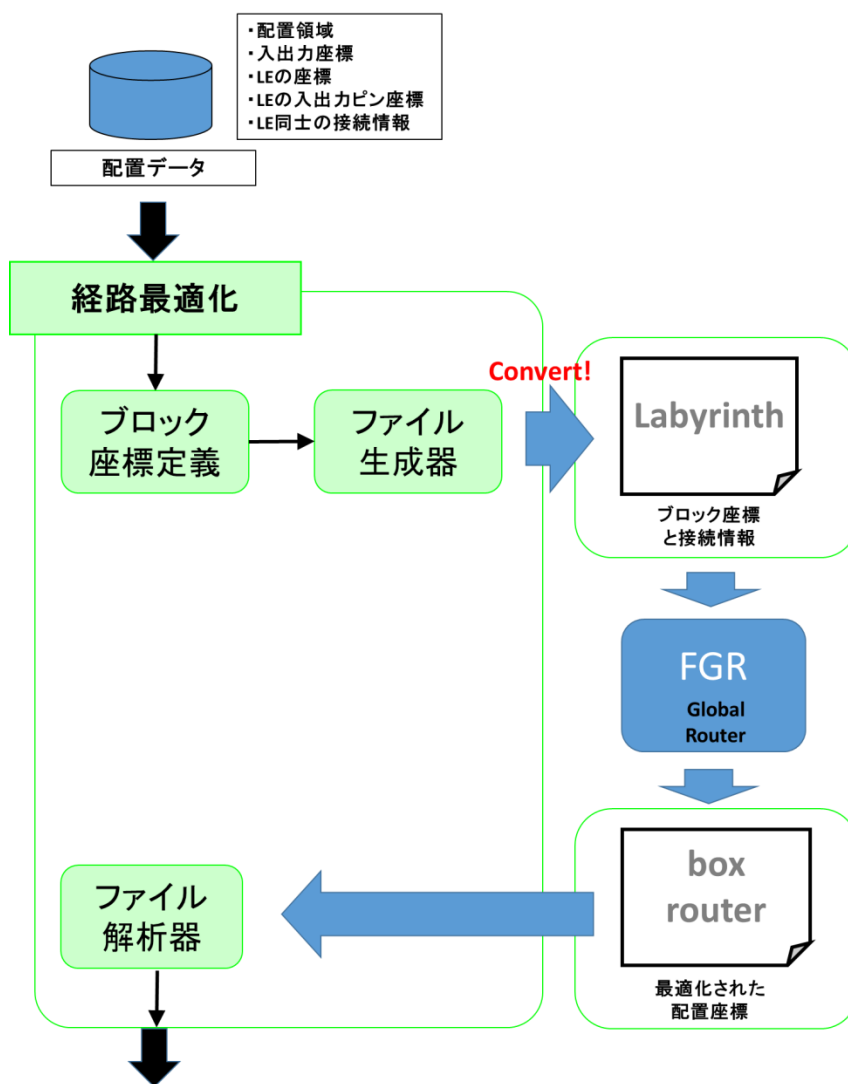 ・配置領域
・入出力座標
・LEの座標
・LEの入出力ピン座標
・LE同士の接続情報
配置データ
経路最適化
ブロック
座標定義
ファイル
生成器
Convert!
Labyrinth
ブロック座標
と接続情報
FGR
Global
Router
box
router
最適化された
配置座標
ファイル
解析器